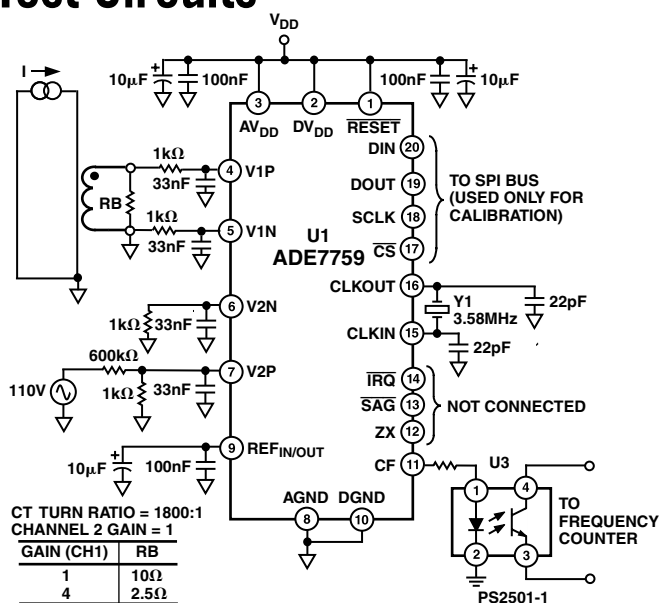 Test Circuits
V_DD
I
10μF
100nF
100nF
10μF
3
2
1
AV_DD
DV_DD
RESET
DIN 20
DOUT 19
SCLK 18
CS 17
TO SPI BUS
(USED ONLY FOR
CALIBRATION)
1kΩ
33nF
4 V1P
RB
1kΩ
33nF
5 V1N
U1
ADE7759
CLKOUT 16
Y1
3.58MHz
22pF
6 V2N
1kΩ
33nF
CLKIN 15
22pF
600kΩ
7 V2P
110V
1kΩ
33nF
IRQ 14
SAG 13
ZX 12
NOT CONNECTED
9 REF_IN/OUT
10μF
100nF
CF 11
U3
1
4
2
3
TO
FREQUENCY
COUNTER
PS2501-1
AGND
DGND
8
10
CT TURN RATIO = 1800:1
CHANNEL 2 GAIN = 1
GAIN (CH1) RB
1 10Ω
4 2.5Ω